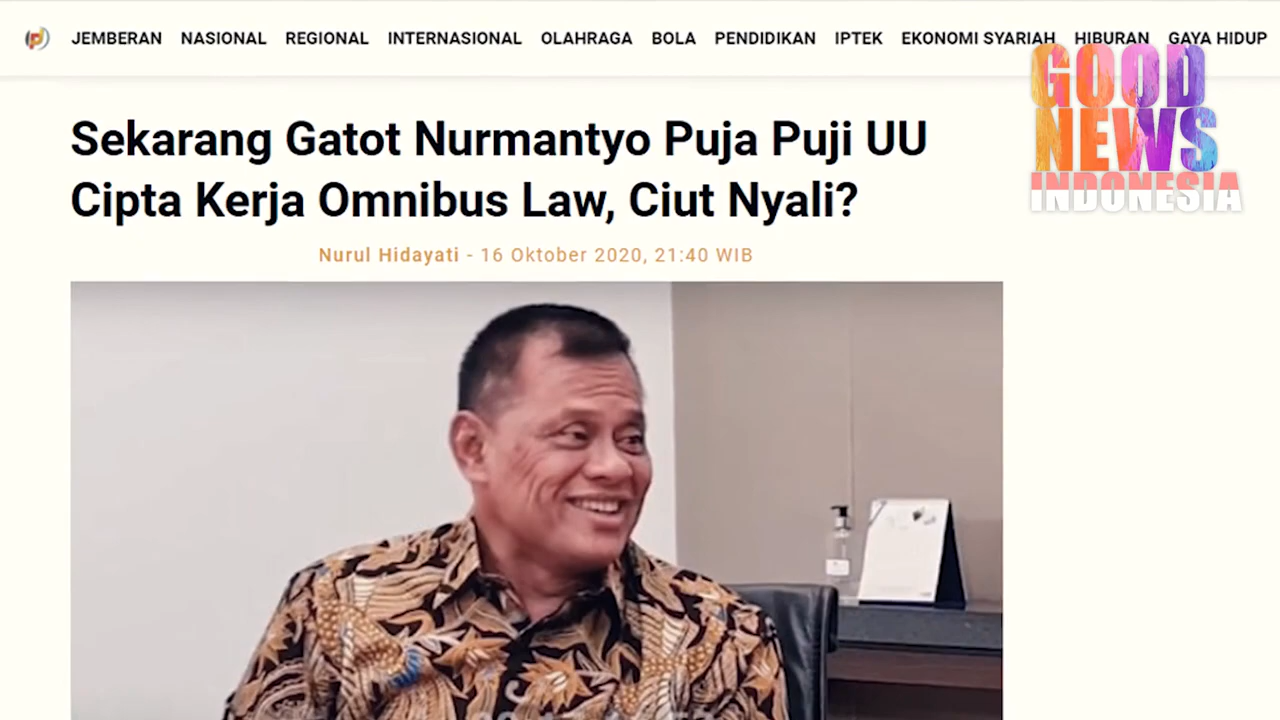 JEMBERAN NASIONAL REGIONAL INTERNASIONAL OLAHRAGA BOLA PENDIDIKAN IPTEK EKONOMI SYARIAH HIBURAN GAYA HIDUP
GOOD
NEWS
INDONESIA
Sekarang Gatot Nurmantyo Puja Puji UU
Cipta Kerja Omnibus Law, Ciut Nyali?
Nurul Hidayati - 16 Oktober 2020, 21:40 WIB